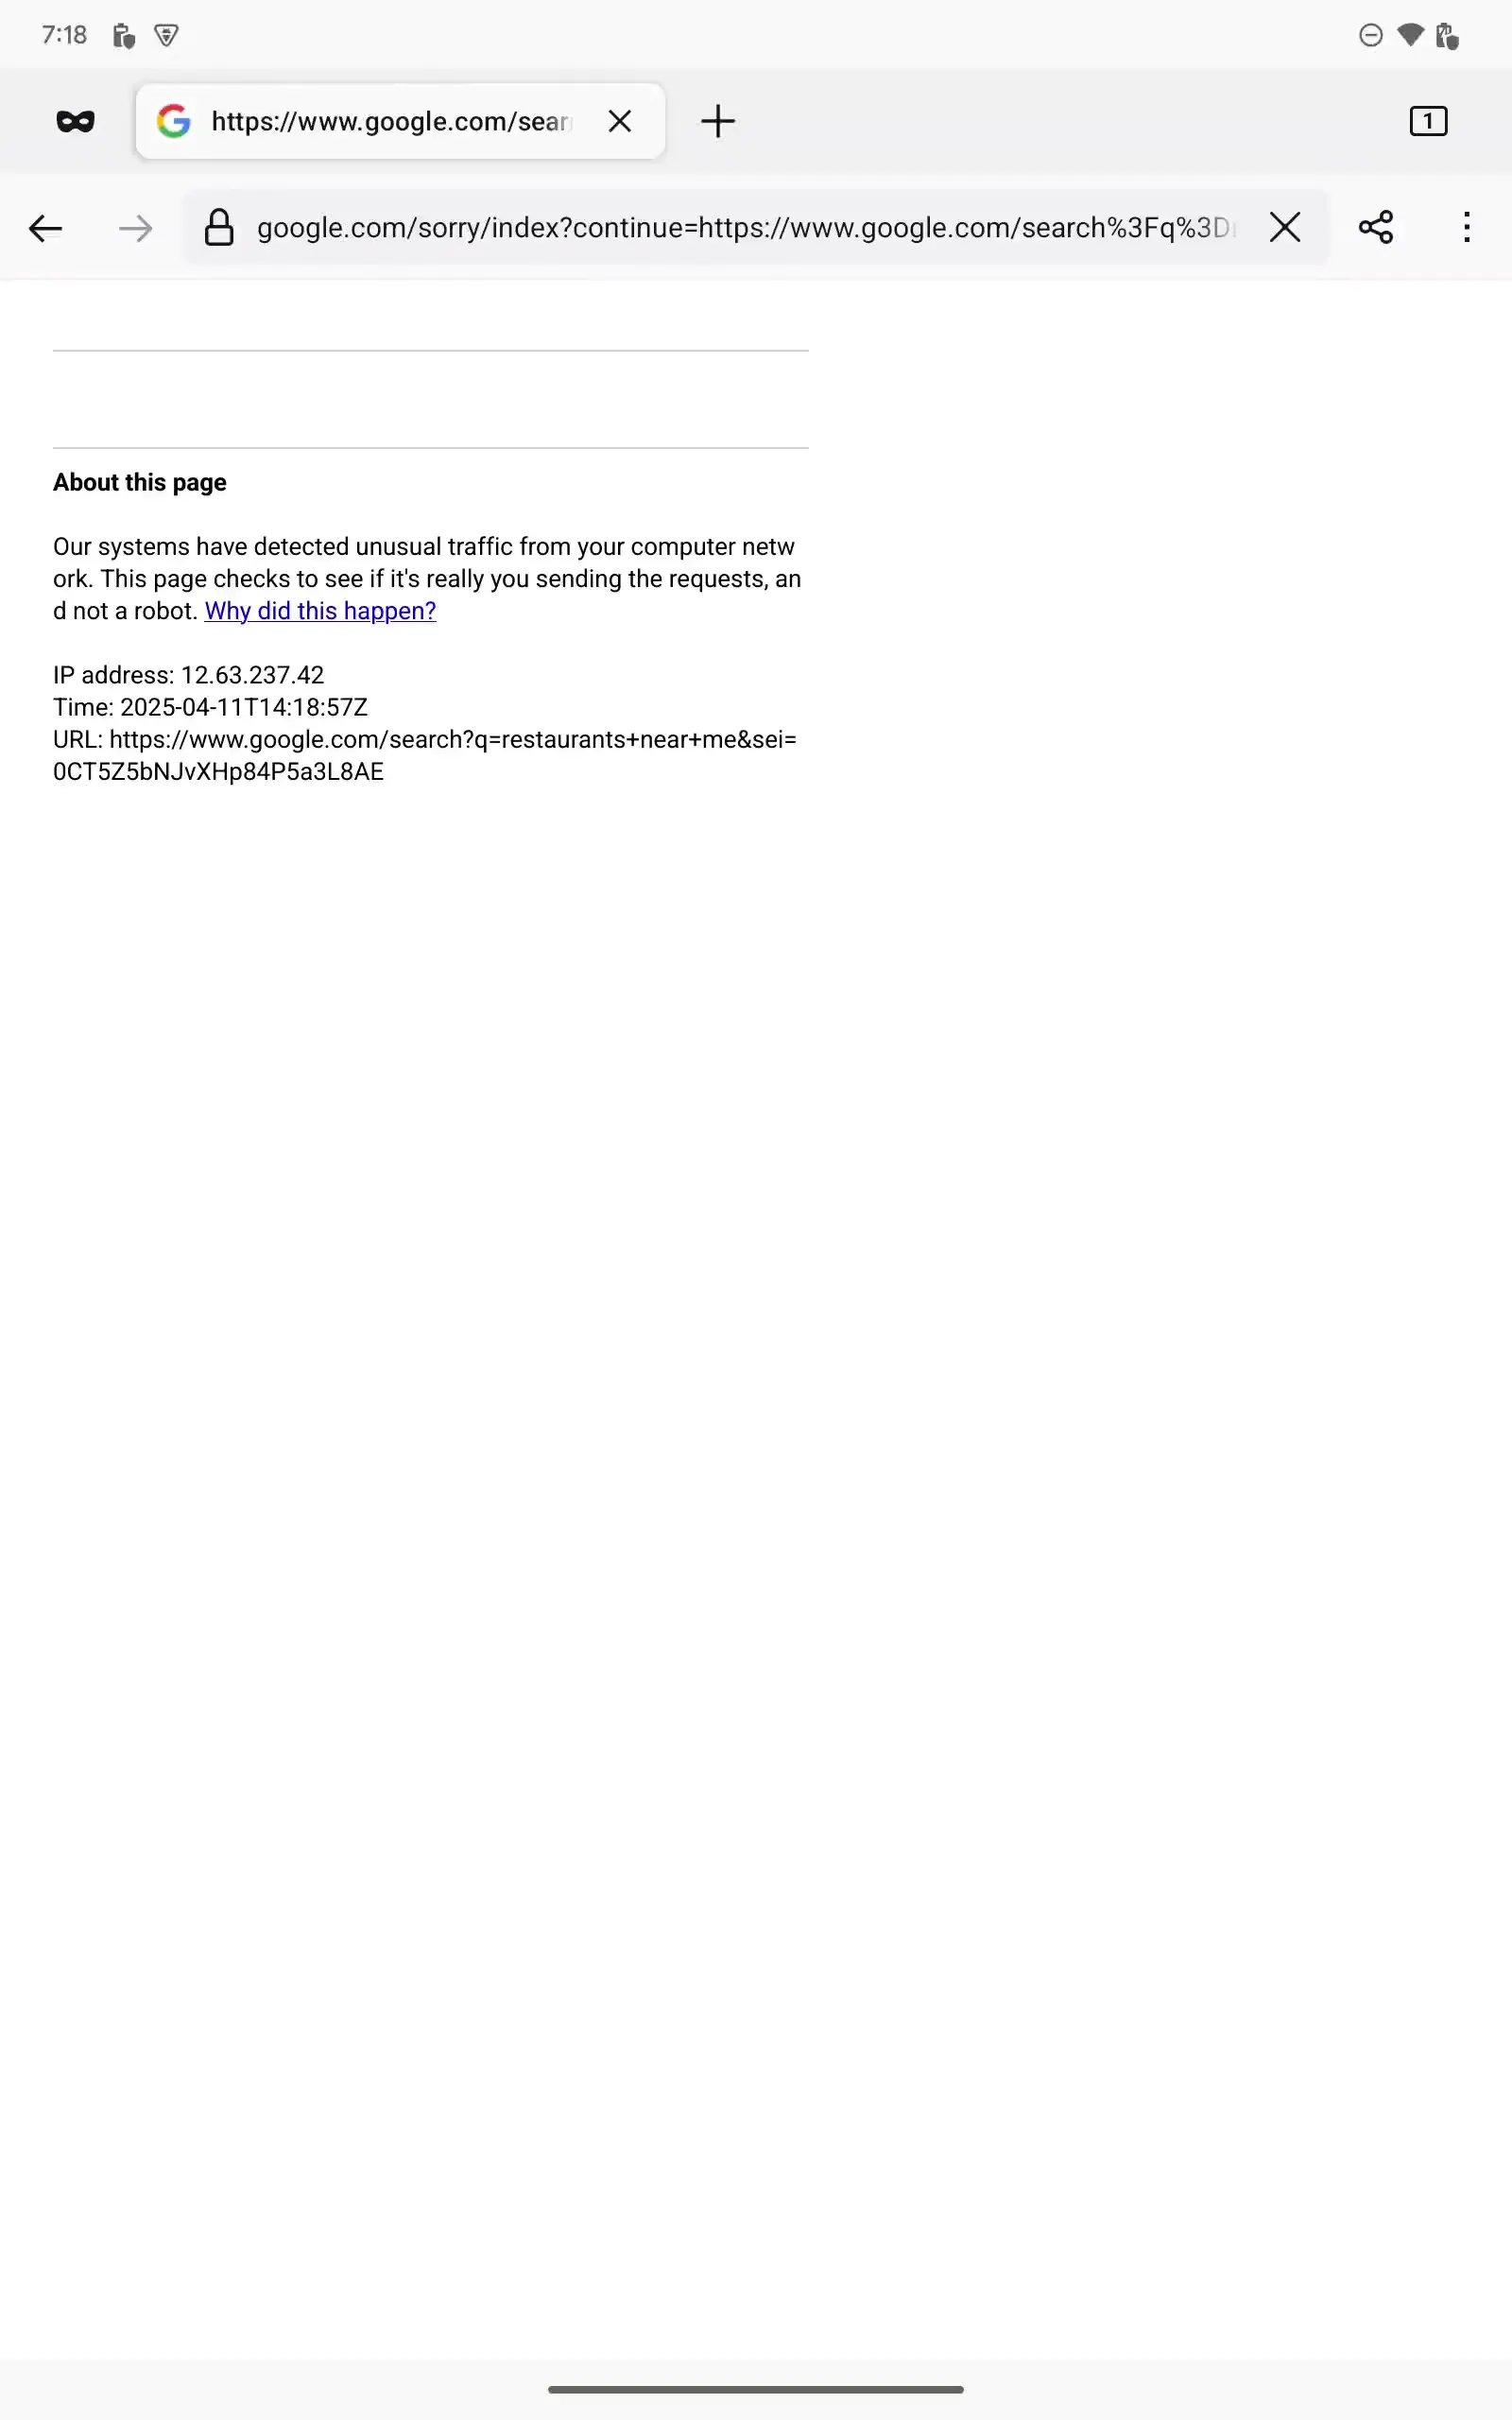 7:18
https://www.google.com/sear
1
google.com/sorry/index?continue=https://www.google.com/search%3Fq%3D
About this page
Our systems have detected unusual traffic from your computer netw
ork. This page checks to see if it's really you sending the requests, an
d not a robot. Why did this happen?
IP address: 12.63.237.42
Time: 2025-04-11T14:18:57Z
URL: https://www.google.com/search?q=restaurants+near+me&sei=
0CT5Z5bNJvXHp84P5a3L8AE